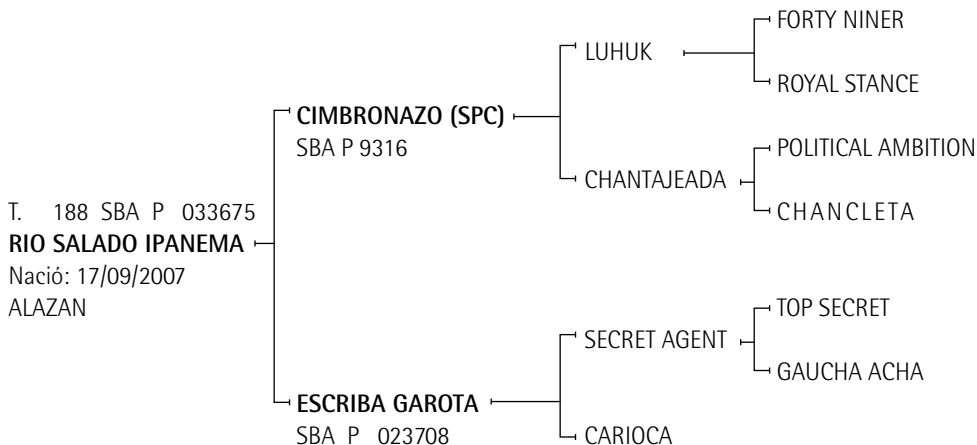 FORTY NINER
LUHUK
ROYAL STANCE
CIMBRONAZO (SPC)
SBA P 9316
POLITICAL AMBITION
CHANTAJEADA
CHANCLETA
T. 188 SBA P 033675
RIO SALADO IPANEMA
Nació: 17/09/2007
ALAZAN
TOP SECRET
SECRET AGENT
GAUCHA ACHA
ESCRIBA GAROTA
SBA P 023708
CARIOCA